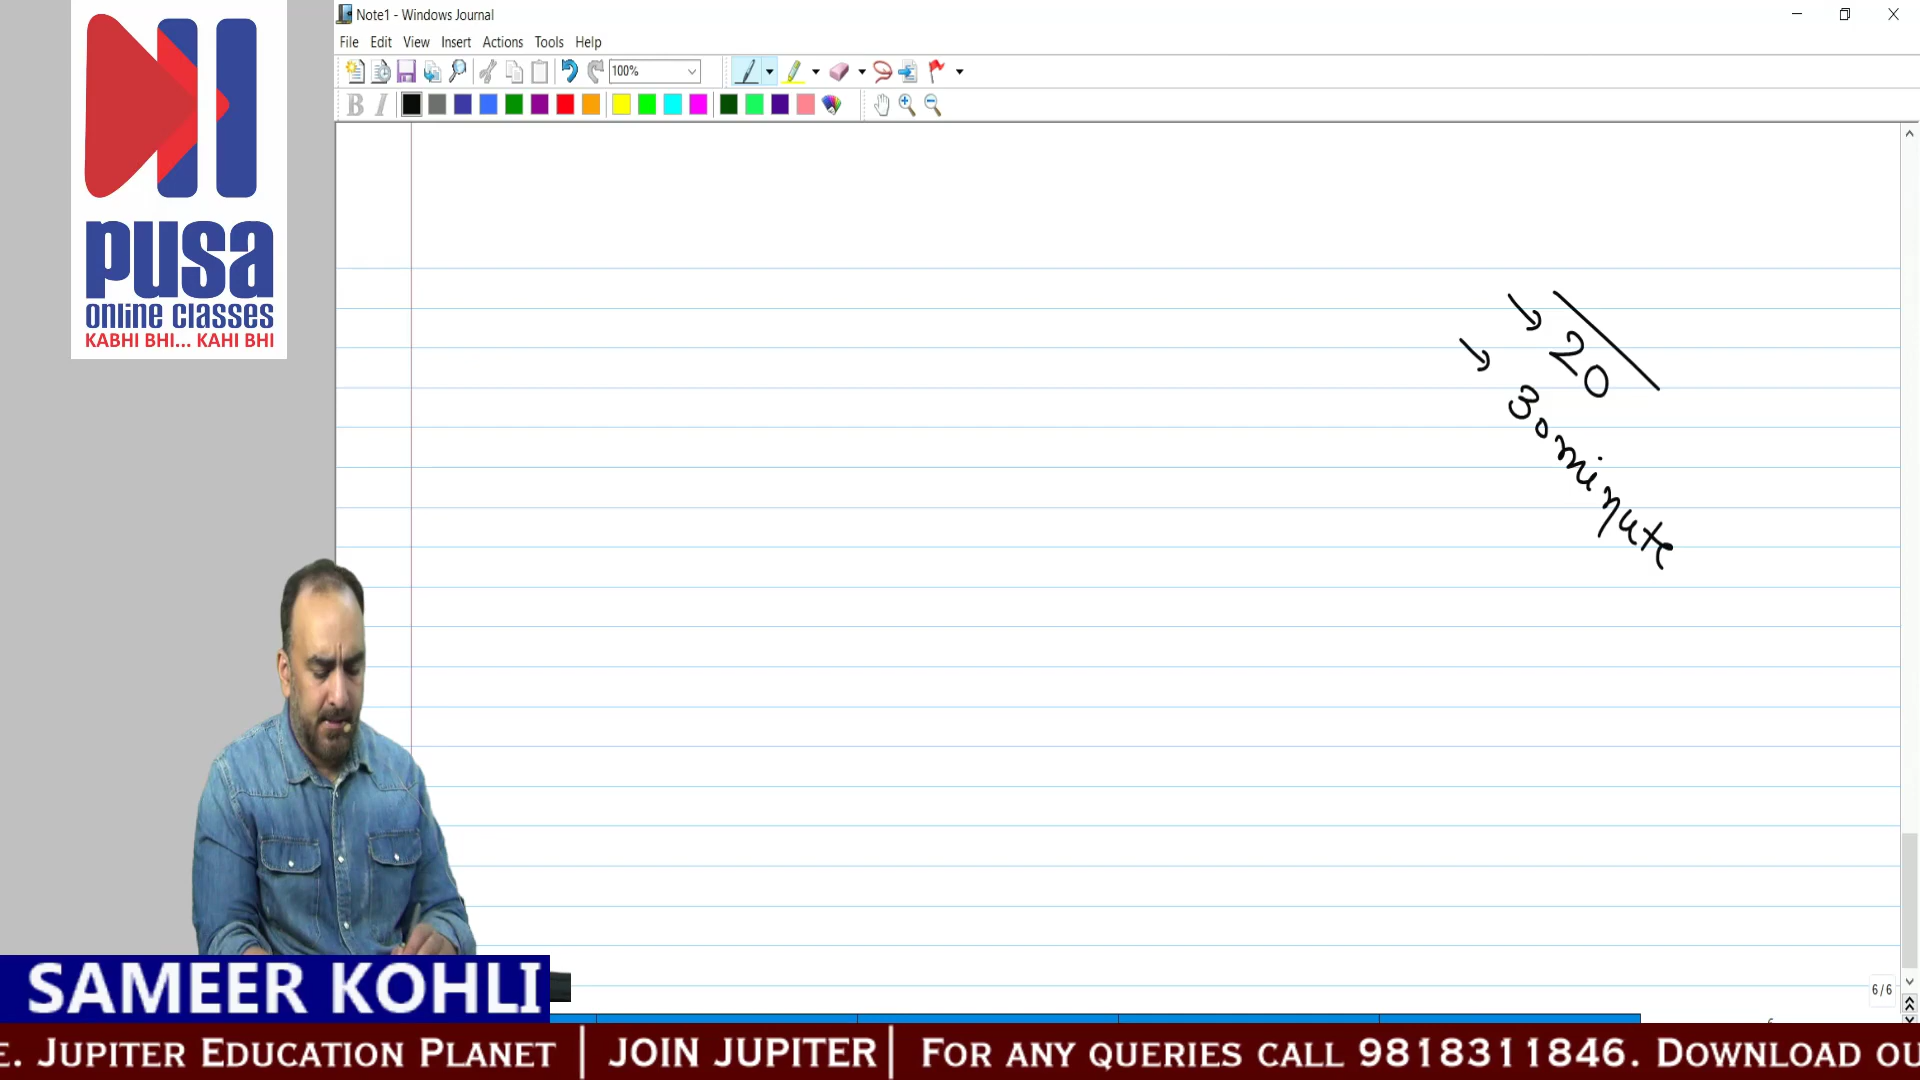 Note1 - Windows Journal
File Edit View Insert Actions Tools Help
100%
B I
pusa
online classes
KABHI BHI... KAHI BHI
→ 20
→ 30 minute
6 / 6
SAMEER KOHLI
E. JUPITER EDUCATION PLANET | JOIN JUPITER | FOR ANY QUERIES CALL 9818311846. DOWNLOAD OU